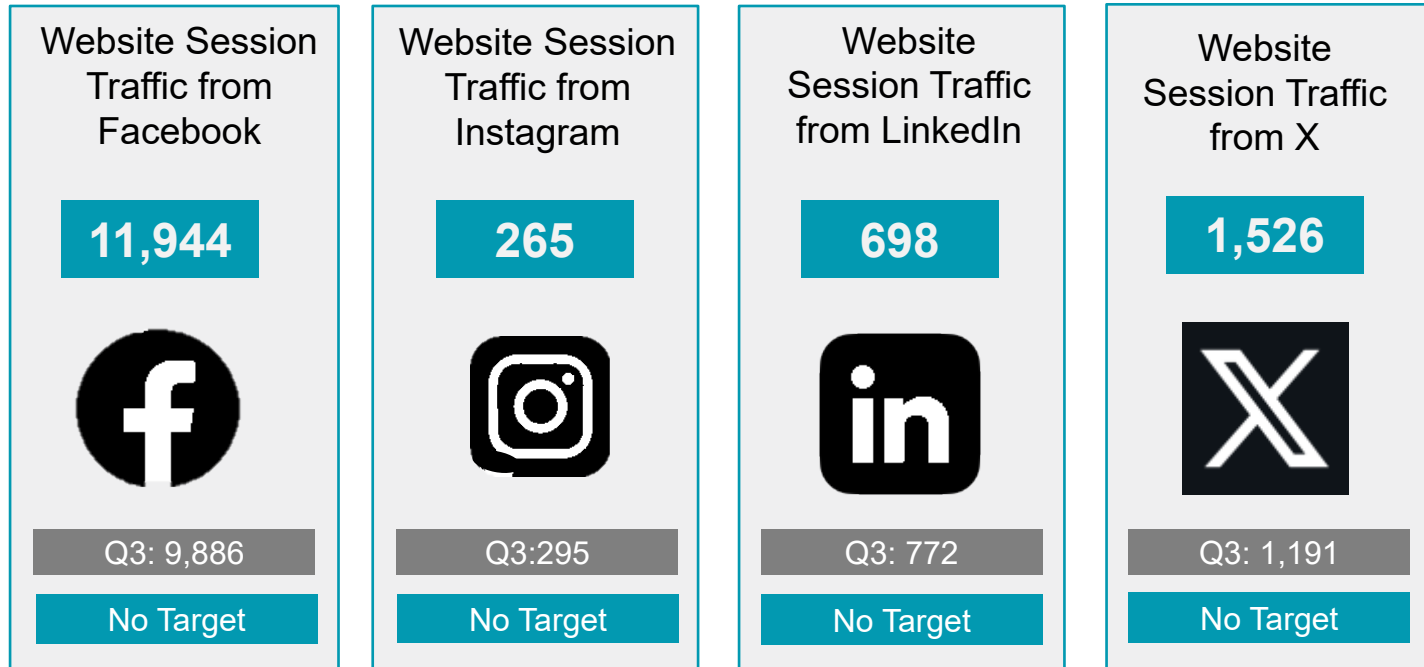 Website Session
Traffic from
Facebook
11,944
f
Q3: 9,886
No Target
Website Session
Traffic from
Instagram
265
Q3:295
No Target
Website
Session Traffic
from LinkedIn
698
in
Q3: 772
No Target
Website
Session Traffic
from X
1,526
X
Q3: 1,191
No Target